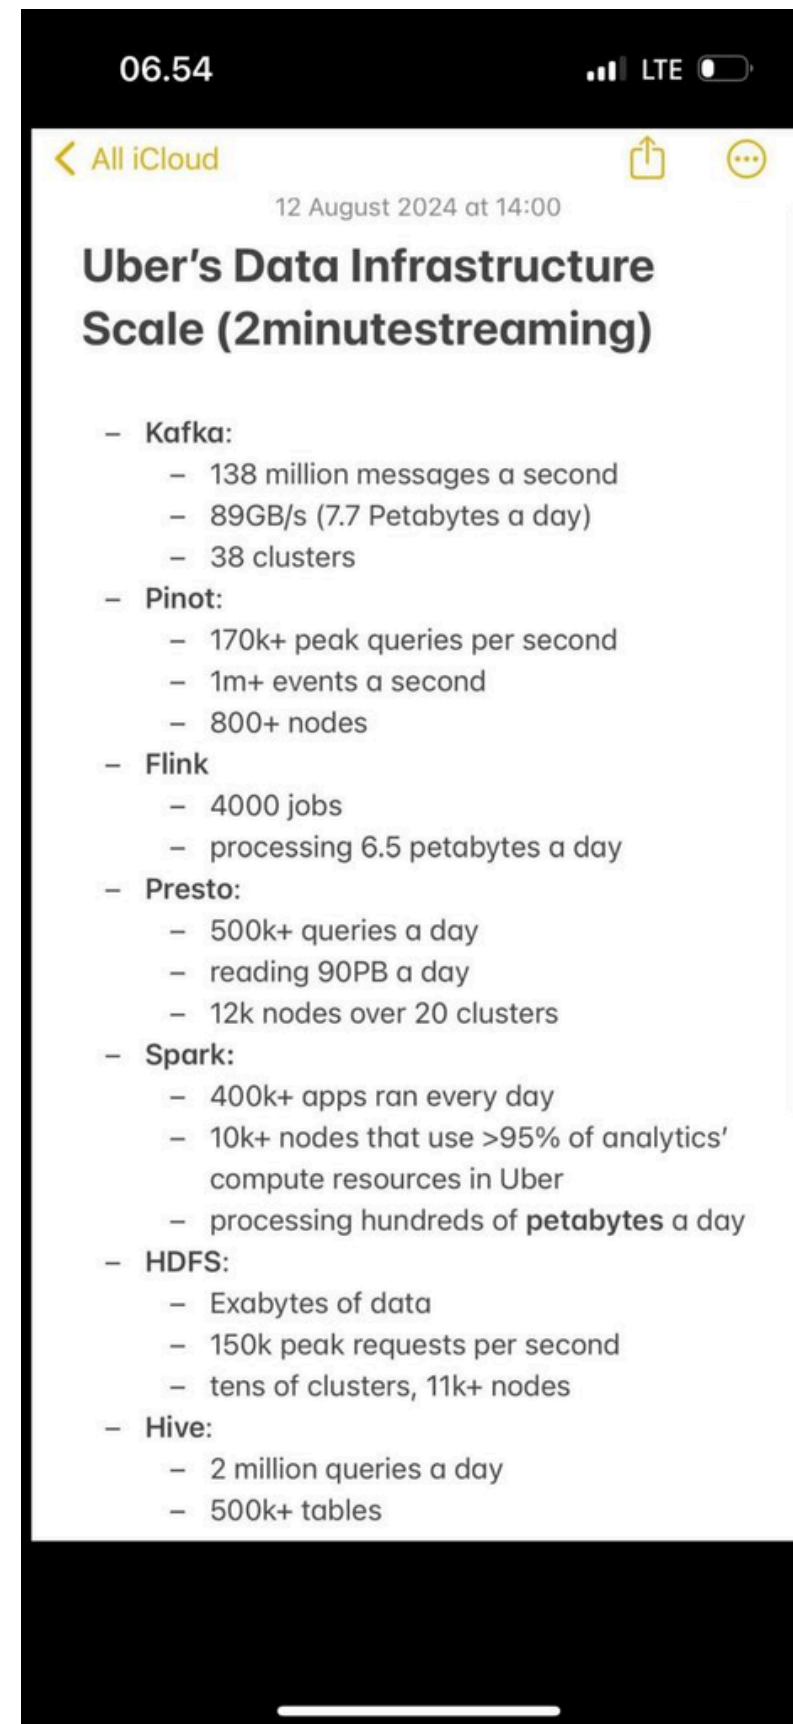 06.54
LTE
All iCloud
12 August 2024 at 14:00
Uber's Data Infrastructure
Scale (2minutestreaming)
– Kafka:
– 138 million messages a second
– 89GB/s (7.7 Petabytes a day)
– 38 clusters
– Pinot:
– 170k+ peak queries per second
– 1m+ events a second
– 800+ nodes
– Flink
– 4000 jobs
– processing 6.5 petabytes a day
– Presto:
– 500k+ queries a day
– reading 90PB a day
– 12k nodes over 20 clusters
– Spark:
– 400k+ apps ran every day
– 10k+ nodes that use >95% of analytics'
compute resources in Uber
– processing hundreds of petabytes a day
– HDFS:
– Exabytes of data
– 150k peak requests per second
– tens of clusters, 11k+ nodes
– Hive:
– 2 million queries a day
– 500k+ tables